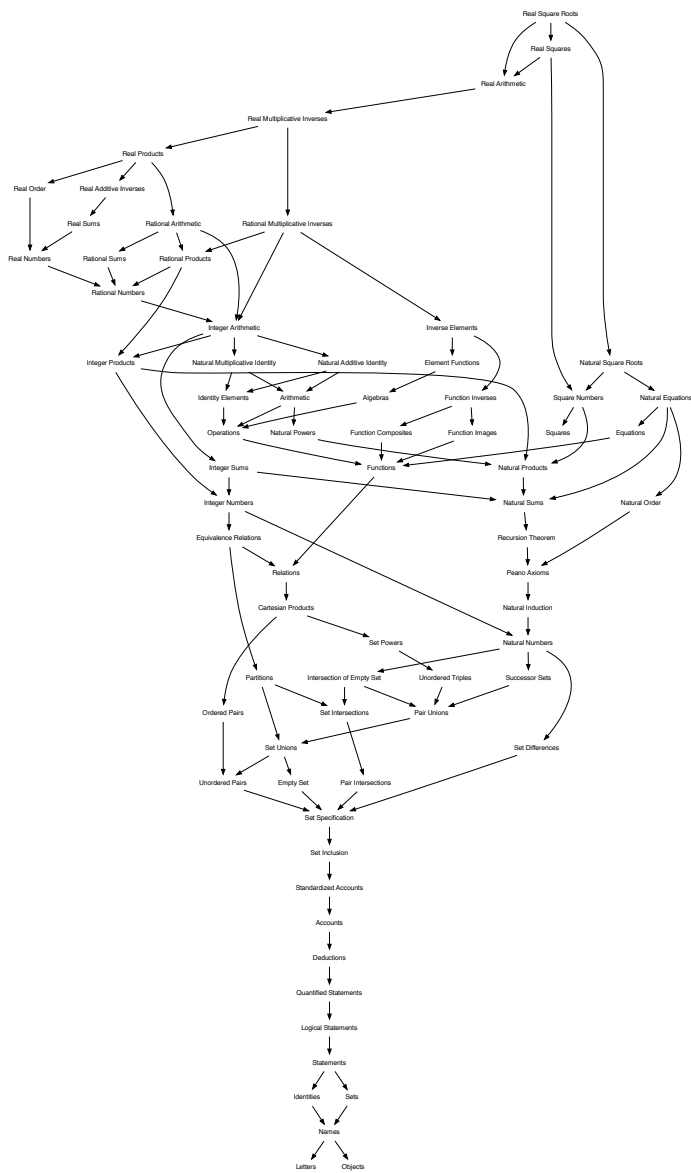 Real Square Roots
Real Squares
Real Arithmetic
Real Multiplicative Inverses
Real Products
Real Order
Real Additive Inverses
Real Sums
Rational Arithmetic
Rational Multiplicative Inverses
Real Numbers
Rational Sums
Rational Products
Rational Numbers
Integer Arithmetic
Inverse Elements
Integer Products
Natural Multiplicative Identity
Natural Additive Identity
Element Functions
Natural Square Roots
Identity Elements
Arithmetic
Algebras
Function Inverses
Square Numbers
Natural Equations
Operations
Natural Powers
Function Composites
Function Images
Squares
Equations
Integer Sums
Functions
Natural Products
Integer Numbers
Natural Sums
Natural Order
Equivalence Relations
Recursion Theorem
Relations
Peano Axioms
Cartesian Products
Natural Induction
Set Powers
Natural Numbers
Partitions
Intersection of Empty Set
Unordered Triples
Successor Sets
Ordered Pairs
Set Intersections
Pair Unions
Set Unions
Set Differences
Unordered Pairs
Empty Set
Pair Intersections
Set Specification
Set Inclusion
Standardized Accounts
Accounts
Deductions
Quantified Statements
Logical Statements
Statements
Identities
Sets
Names
Letters
Objects